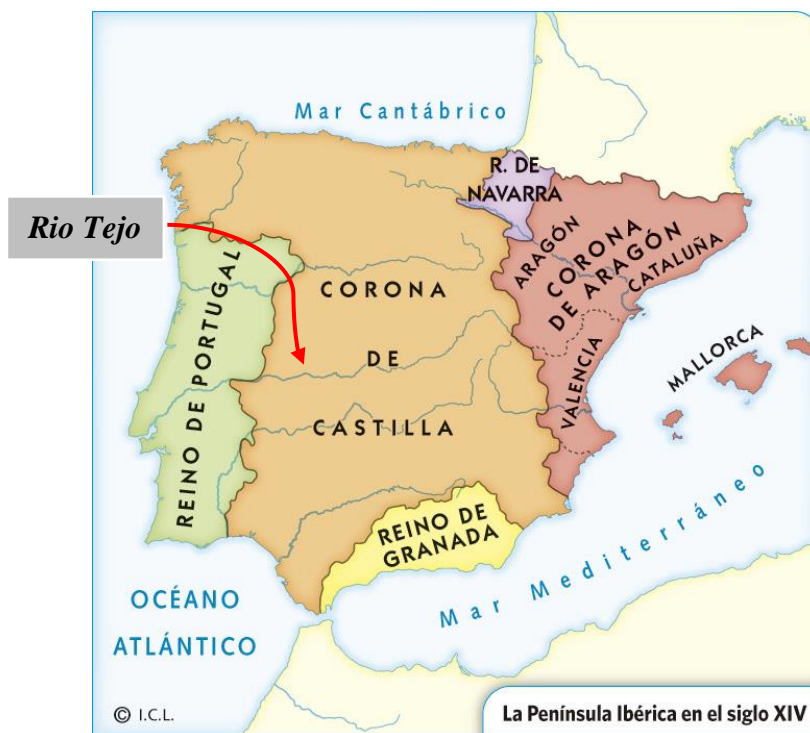 Mar Cantábrico
R. DE
NAVARRA
Rio Tejo
ARAGÓN
CORONA
DE ARAGÓN
CATALUÑA
REINO DE PORTUGAL
CORONA
DE
CASTILLA
VALENCIA
MALLORCA
REINO DE
GRANADA
Mar Mediterráneo
OCÉANO
ATLÁNTICO
© I.C.L.
La Península Ibérica en el siglo XIV